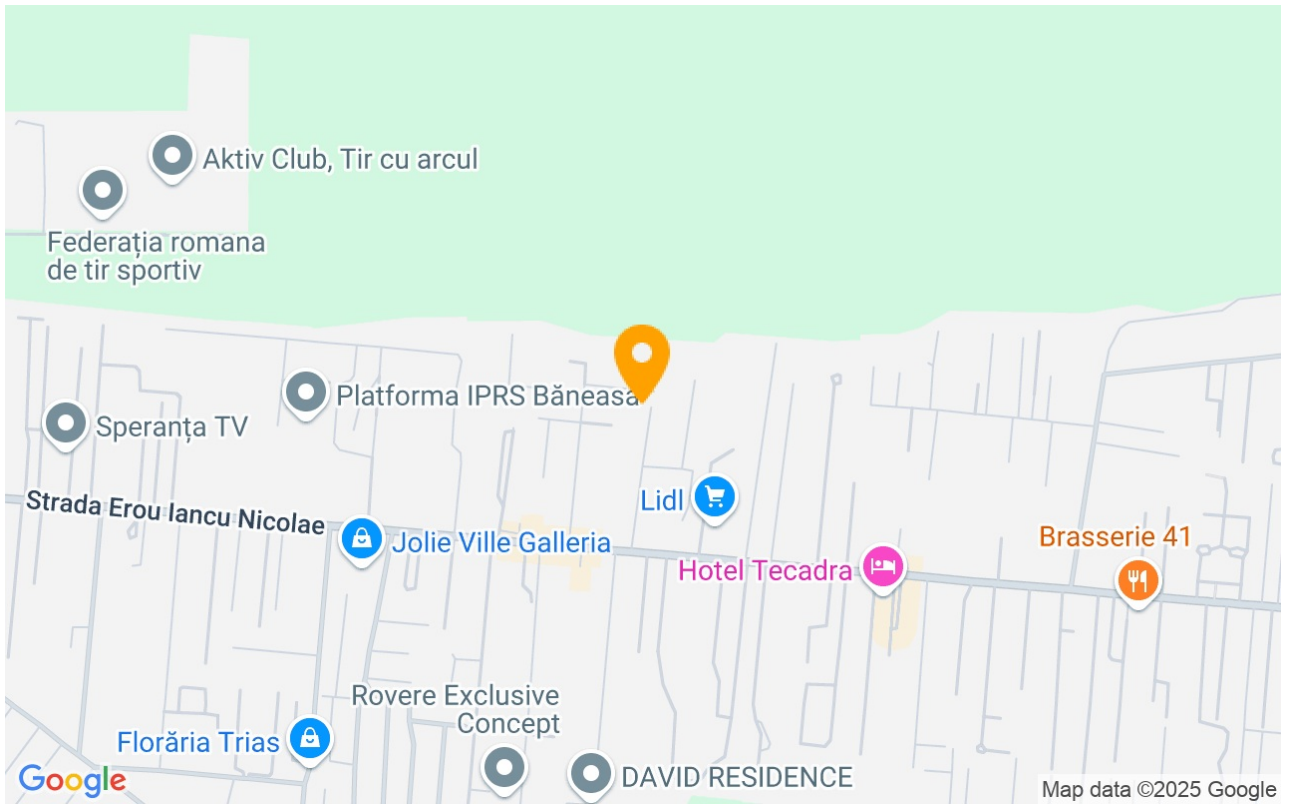 Aktiv Club, Tir cu arcul
Federația romana
de tir sportiv
Platforma IPRS Băneasa
Speranța TV
Lidl
Strada Erou Iancu Nicolae
Jolie Ville Galleria
Brasserie 41
Hotel Tecadra
Rovere Exclusive
Concept
Florăria Trias
DAVID RESIDENCE
Google
Map data ©2025 Google